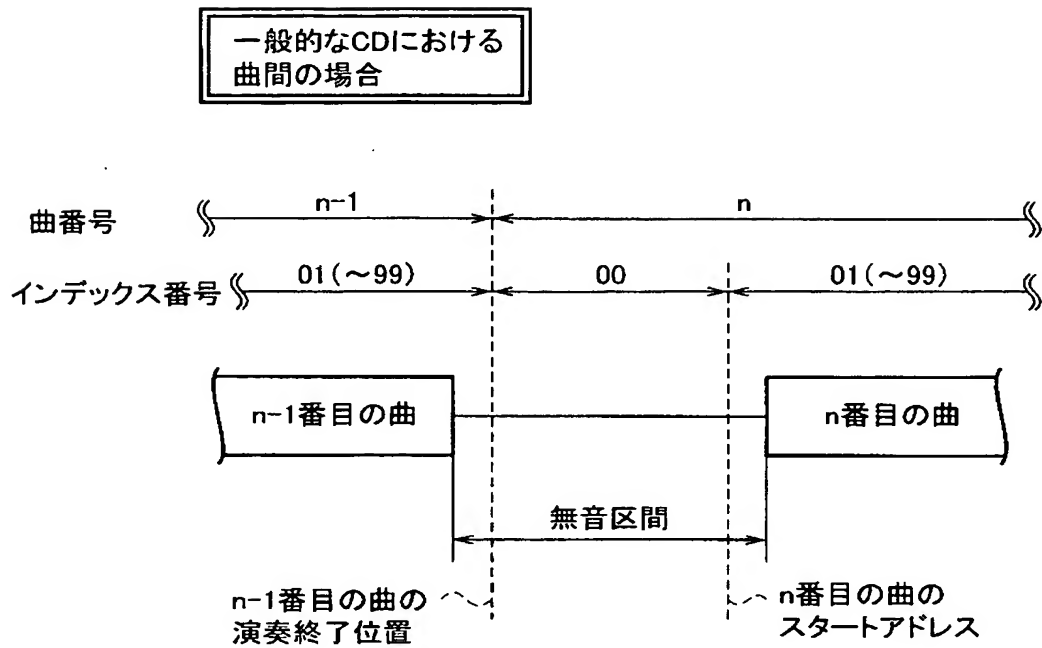 一般的なCDにおける
曲間の場合
曲番号
n-1
n
インデックス番号
01(～99)
00
01(～99)
n-1番目の曲
n番目の曲
無音区間
n-1番目の曲の
演奏終了位置
n番目の曲の
スタートアドレス